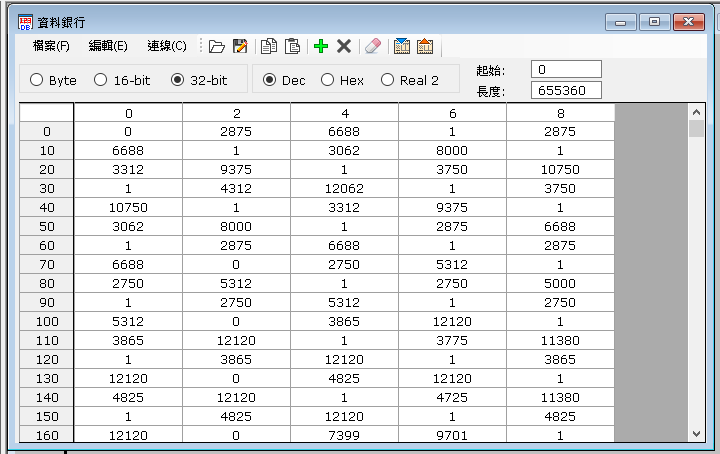 資料銀行
檔案(F) 編輯(E) 連線(C)
Byte 16-bit 32-bit Dec Hex Real 2 起始: 0
長度: 655360
0 2 4 6 8
0 0 2875 6688 1 2875
10 6688 1 3062 8000 1
20 3312 9375 1 3750 10750
30 1 4312 12062 1 3750
40 10750 1 3312 9375 1
50 3062 8000 1 2875 6688
60 1 2875 6688 1 2875
70 6688 0 2750 5312 1
80 2750 5312 1 2750 5000
90 1 2750 5312 1 2750
100 5312 0 3865 12120 1
110 3865 12120 1 3775 11380
120 1 3865 12120 1 3865
130 12120 0 4825 12120 1
140 4825 12120 1 4725 11380
150 1 4825 12120 1 4825
160 12120 0 7399 9701 1